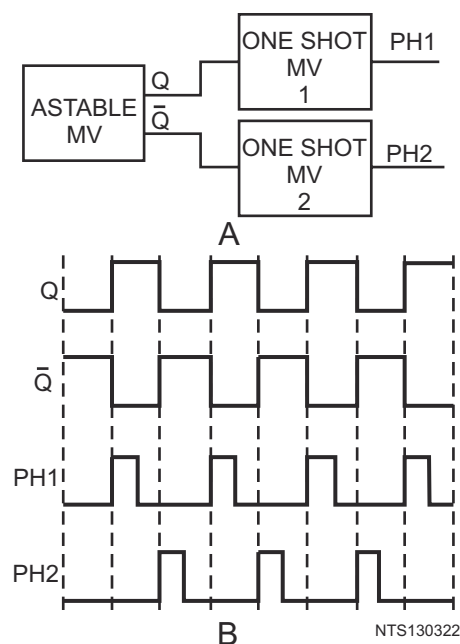 ONE SHOT
MV
1
PH1
ASTABLE
MV
Q
Q̄
ONE SHOT
MV
2
PH2
A
Q
Q̄
PH1
PH2
B
NTS130322